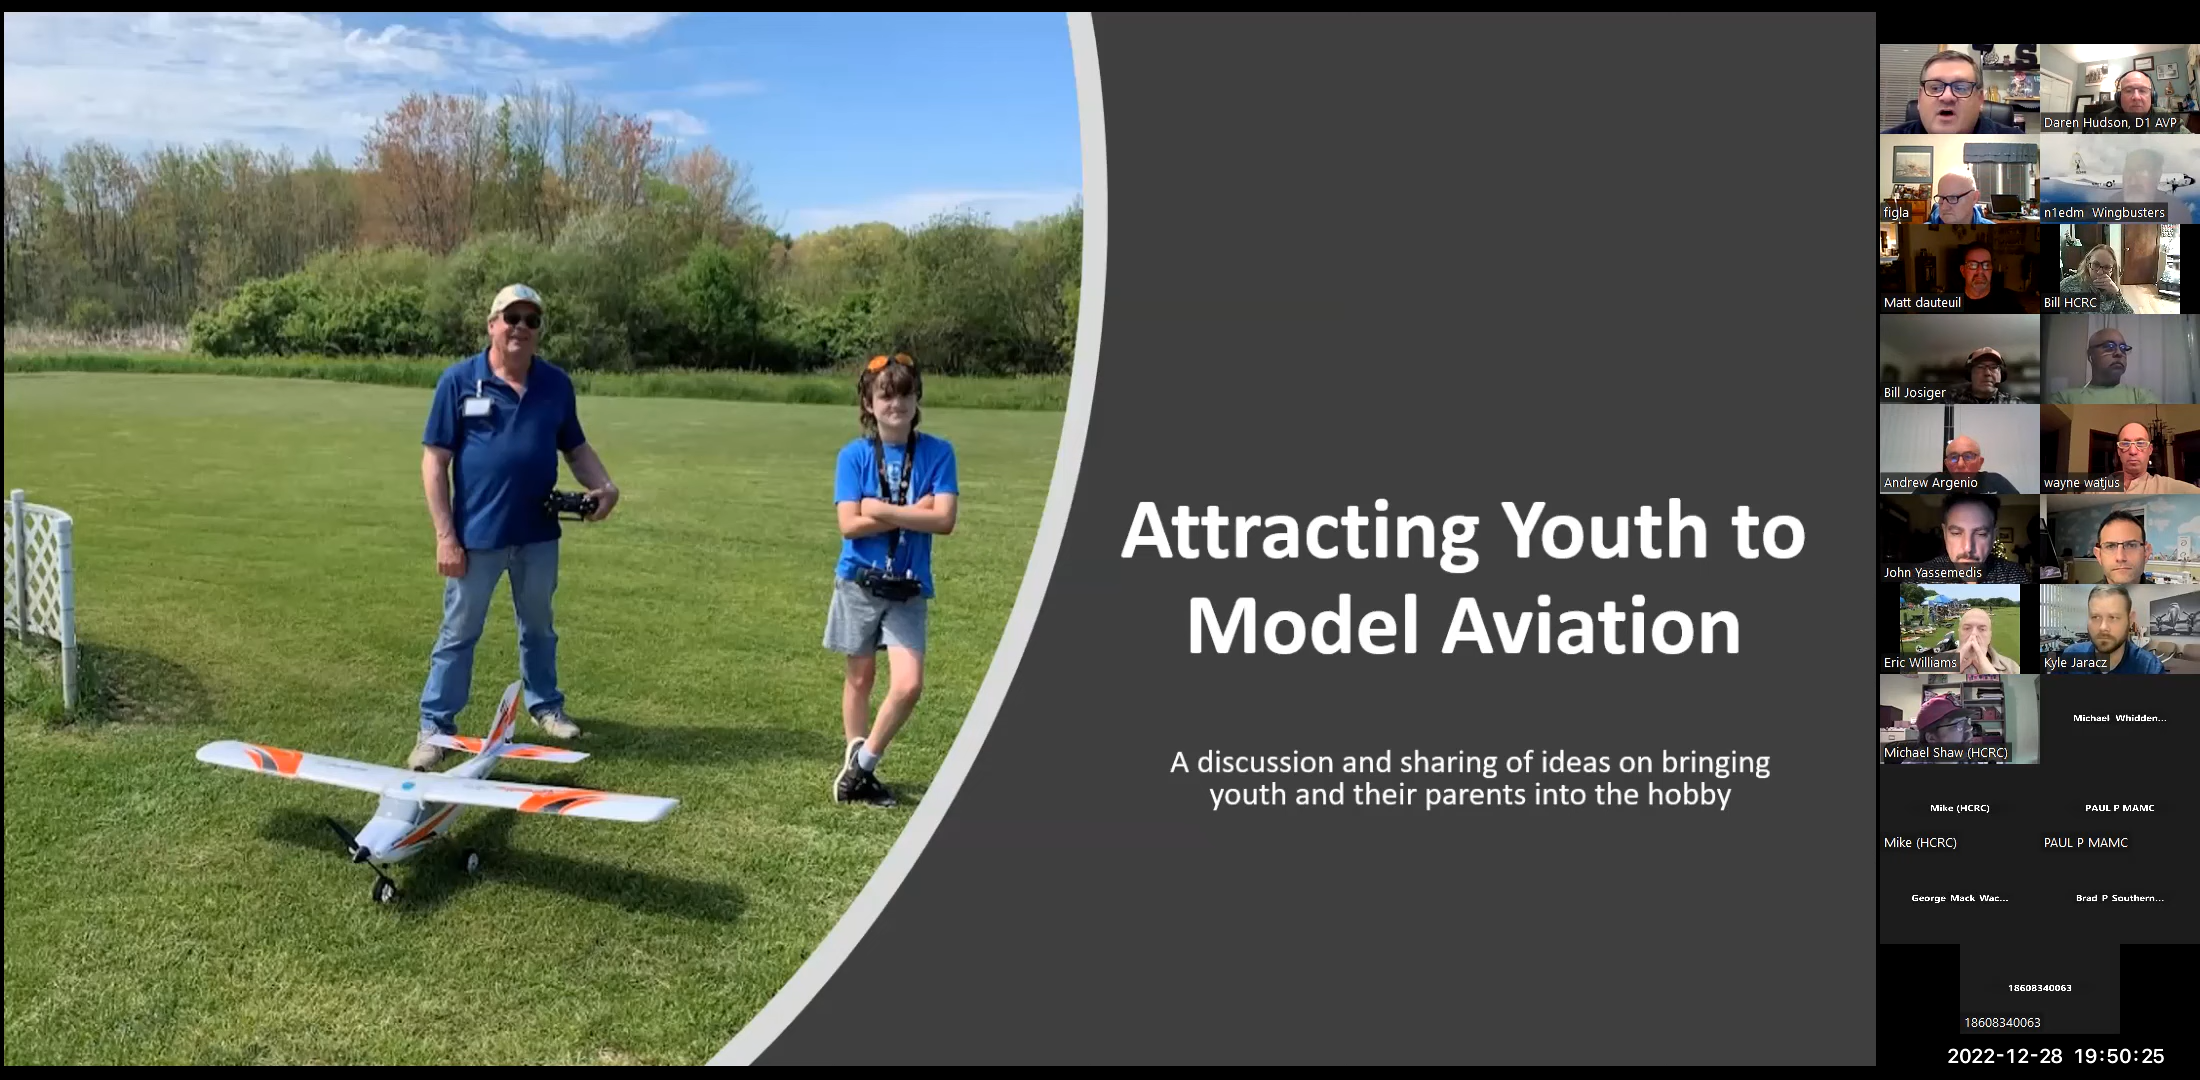 Attracting Youth to
Model Aviation
A discussion and sharing of ideas on bringing
youth and their parents into the hobby
Daren Hudson, D1 AVP
figla
n1edm Wingbusters
Matt dauteuil
Bill HCRC
Bill Josiger
Andrew Argenio
wayne watjus
John Yassemedis
Eric Williams
Kyle Jaracz
Michael Shaw (HCRC)
Michael Whidden...
Mike (HCRC)
PAUL P MAMC
Mike (HCRC)
PAUL P MAMC
George Mack Wac...
Brad P Southern...
18608340063
18608340063
2022-12-28 19:50:25